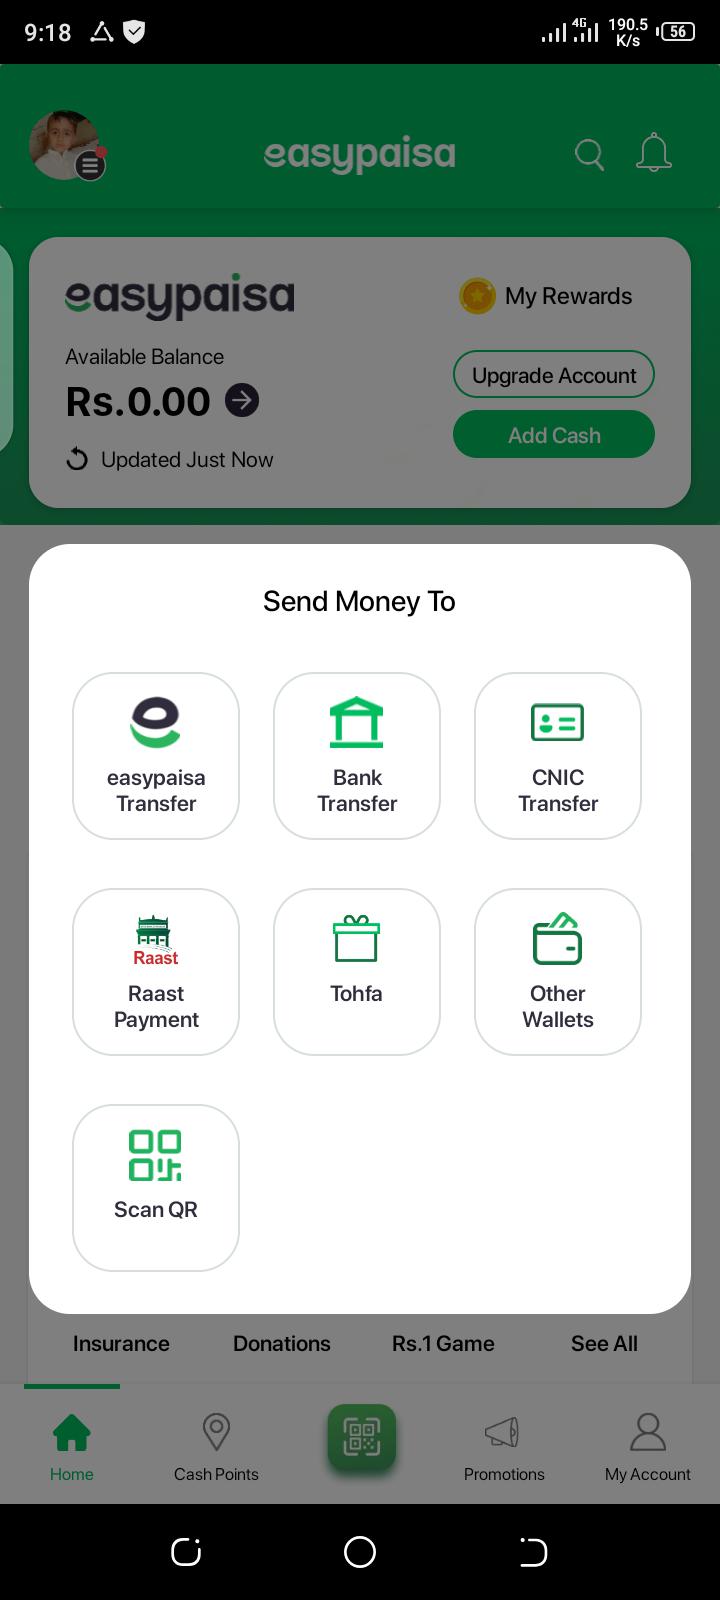 9:18 4G 190.5 K/s 56
easypaisa
easypaisa
My Rewards
Available Balance
Rs.0.00
Upgrade Account
Add Cash
Updated Just Now
Send Money To
easypaisa
Transfer
Bank
Transfer
CNIC
Transfer
Raast
Raast
Payment
Tohfa
Other
Wallets
Scan QR
Insurance Donations Rs.1 Game See All
Home Cash Points Promotions My Account